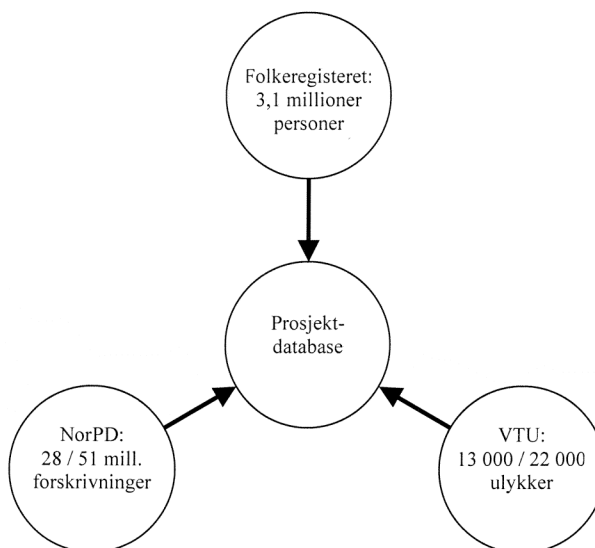 Folkeregisteret:
3,1 millioner
personer
Prosjekt-
database
NorPD:
28 / 51 mill.
forskrivninger
VTU:
13 000 / 22 000
ulykker